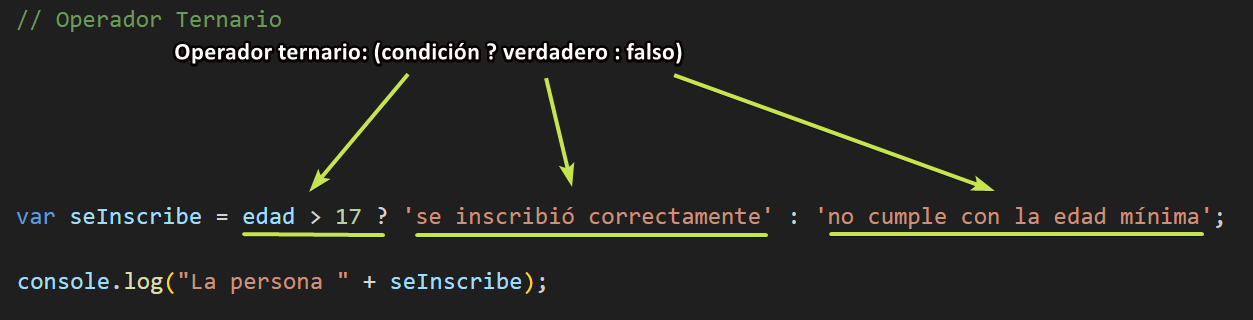 // Operador Ternario
Operador ternario: (condición ? verdadero : falso)
var seInscribe = edad > 17 ? 'se inscribió correctamente' : 'no cumple con la edad mínima';
console.log("La persona " + seInscribe);